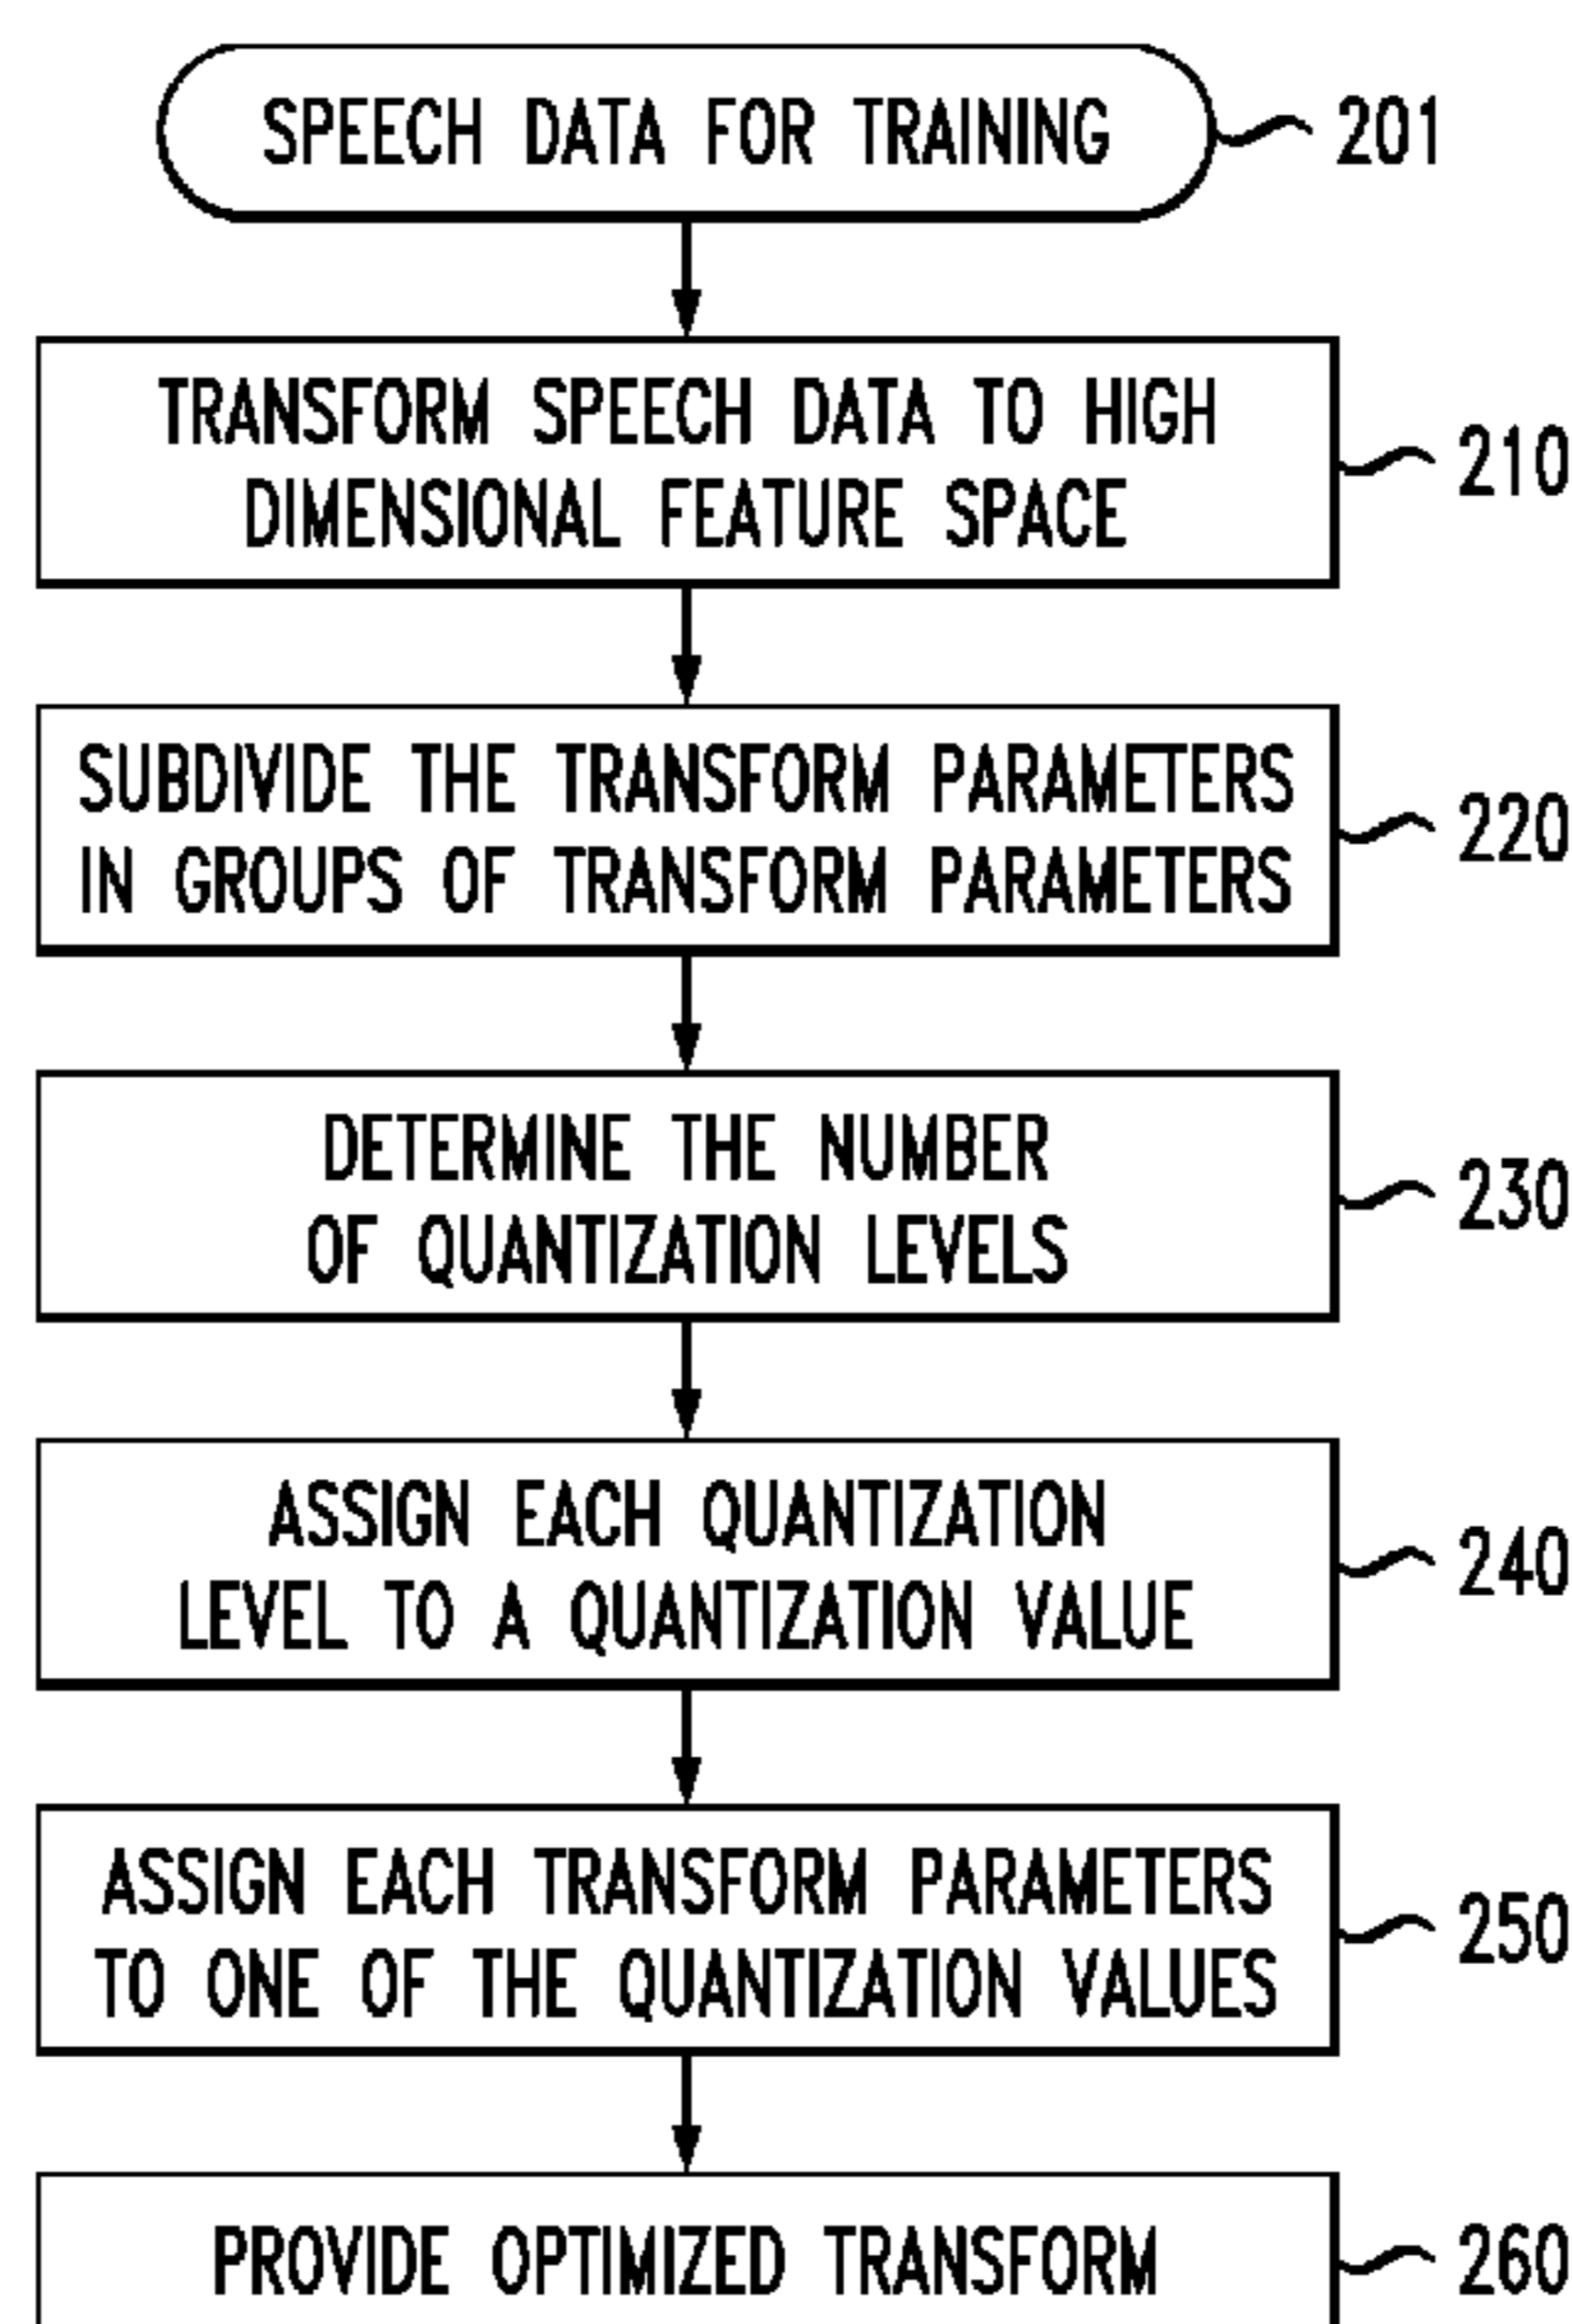 SPEECH DATA FOR TRAINING
201
TRANSFORM SPEECH DATA TO HIGH
DIMENSIONAL FEATURE SPACE
210
SUBDIVIDE THE TRANSFORM PARAMETERS
IN GROUPS OF TRANSFORM PARAMETERS
220
DETERMINE THE NUMBER
OF QUANTIZATION LEVELS
230
ASSIGN EACH QUANTIZATION
LEVEL TO A QUANTIZATION VALUE
240
ASSIGN EACH TRANSFORM PARAMETERS
TO ONE OF THE QUANTIZATION VALUES
250
PROVIDE OPTIMIZED TRANSFORM
260